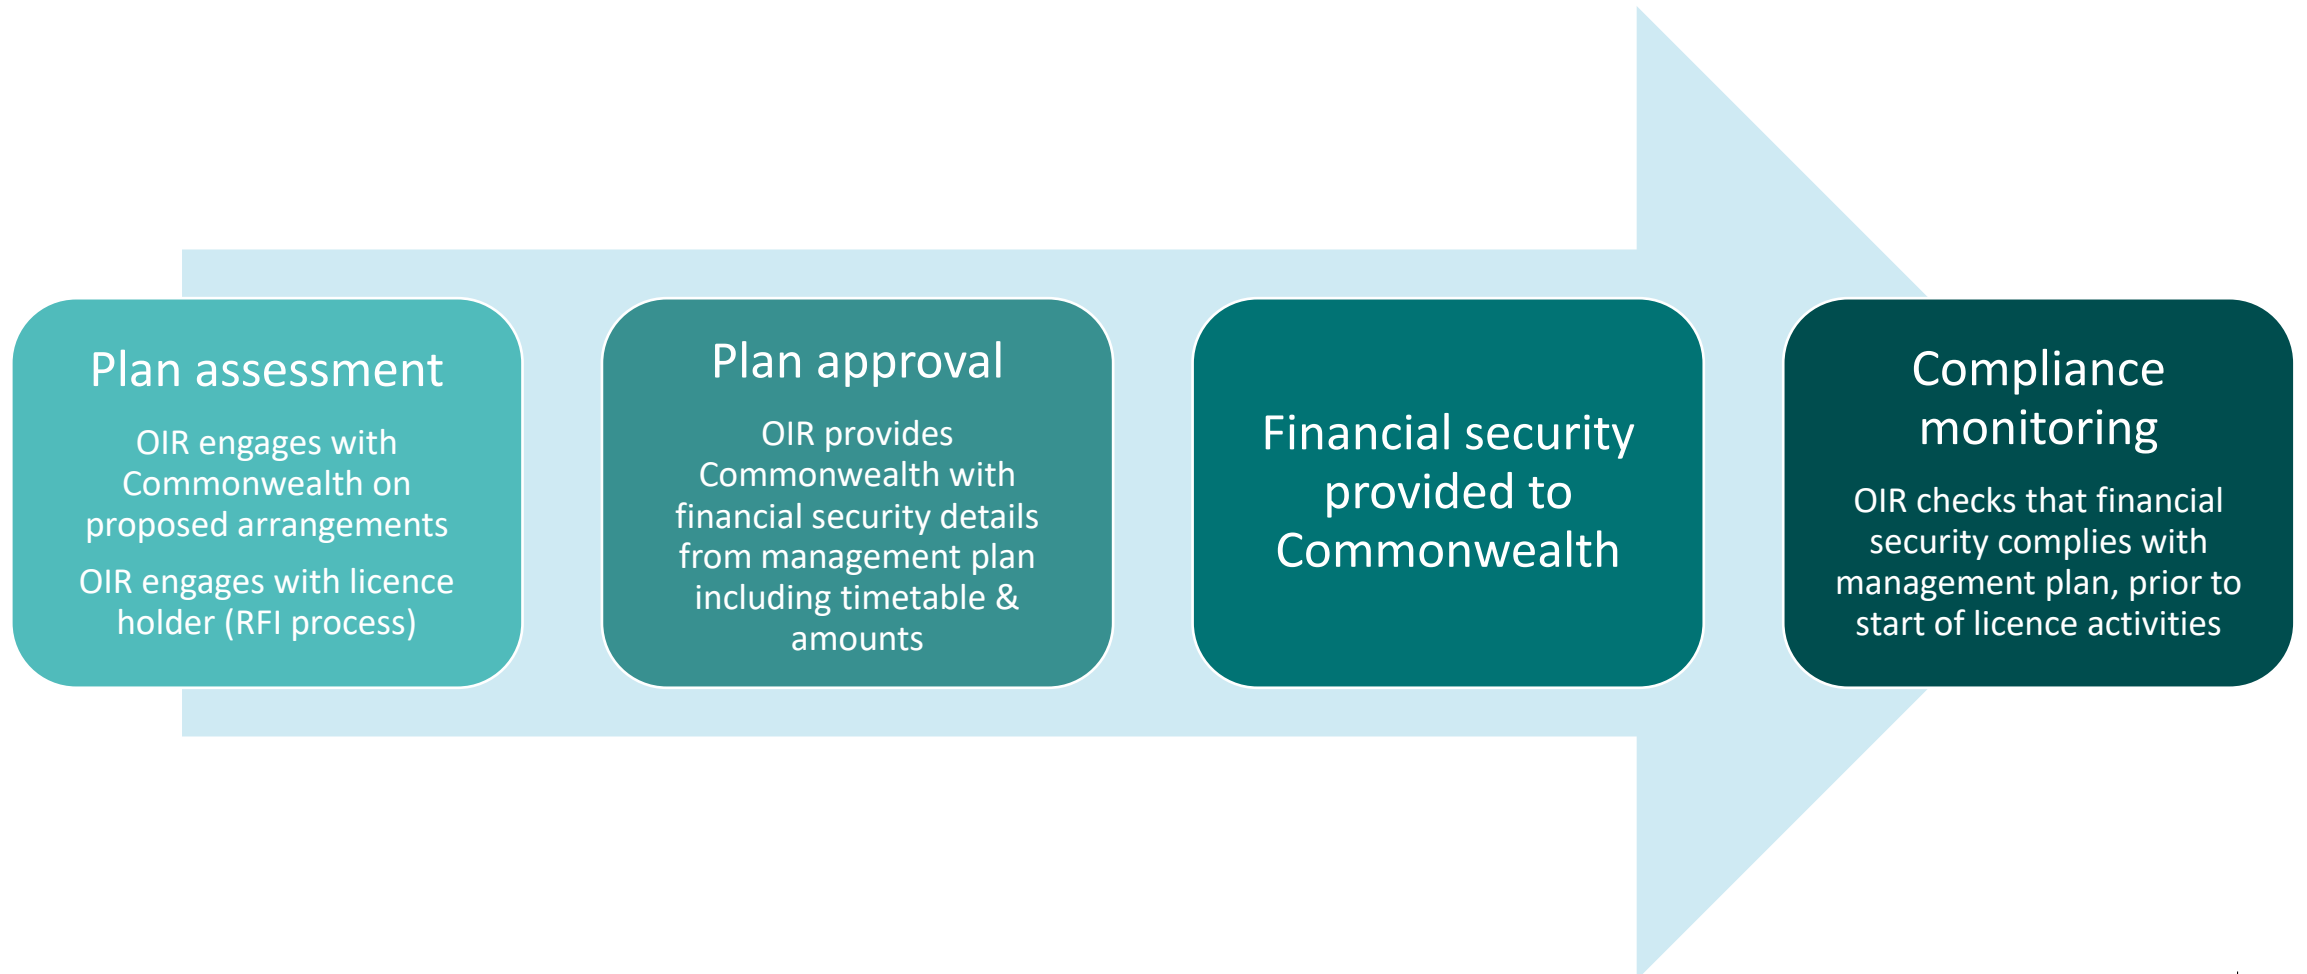 Plan assessment
OIR engages with
Commonwealth on
proposed arrangements
OIR engages with licence
holder (RFI process)
Plan approval
OIR provides
Commonwealth with
financial security details
from management plan
including timetable &
amounts
Financial security
provided to
Commonwealth
Compliance
monitoring
OIR checks that financial
security complies with
management plan, prior to
start of licence activities